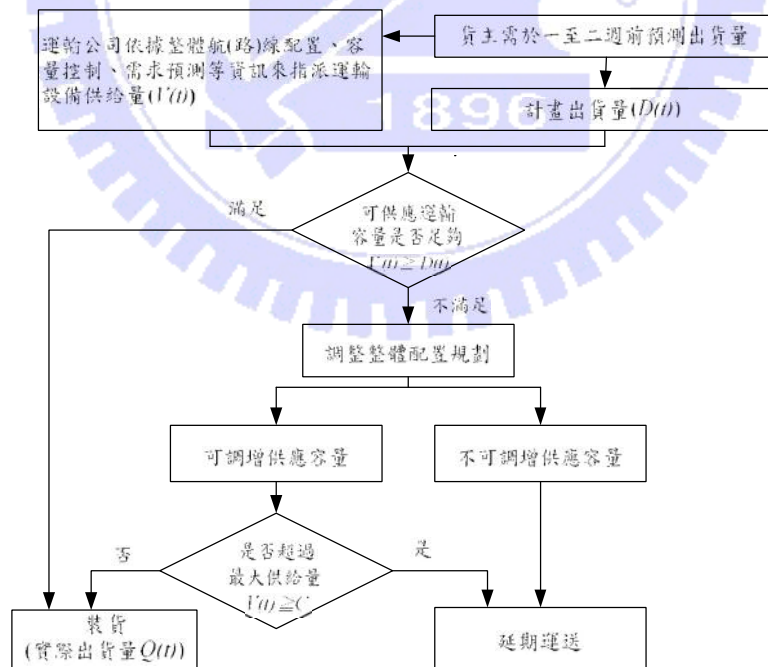 貨主需於一至二週前預測出貨量
運輸公司依據整體航(路)線配置、容
量控制、需求預測等資訊來指派運輸
設備供給量(V(t))
計畫出貨量(D(t))
1896
滿足
可供應運輸
容量是否足夠
V(t)≧D(t)
不滿足
調整整體配置規劃
可調增供應容量
不可調增供應容量
否
是否超過
最大供給量
V(t)≧C
是
裝貨
(實際出貨量Q(t))
延期運送